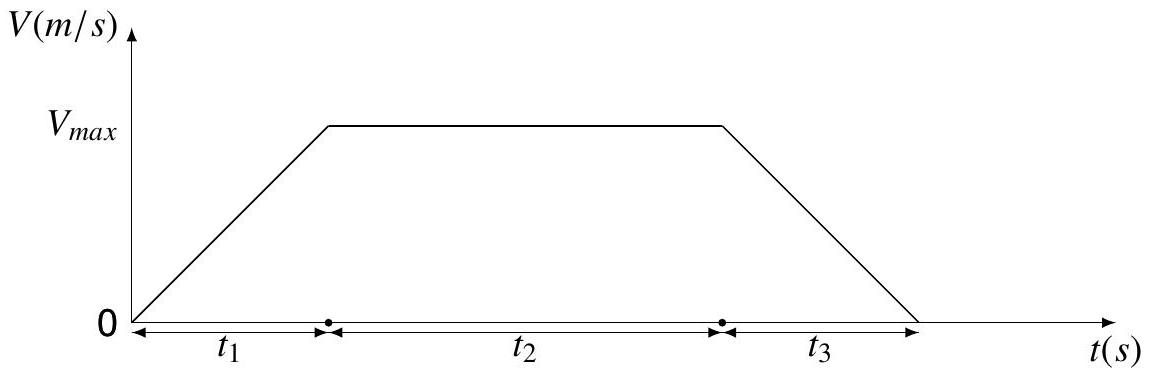 V(m/s)
V_max
0
t_1
t_2
t_3
t(s)